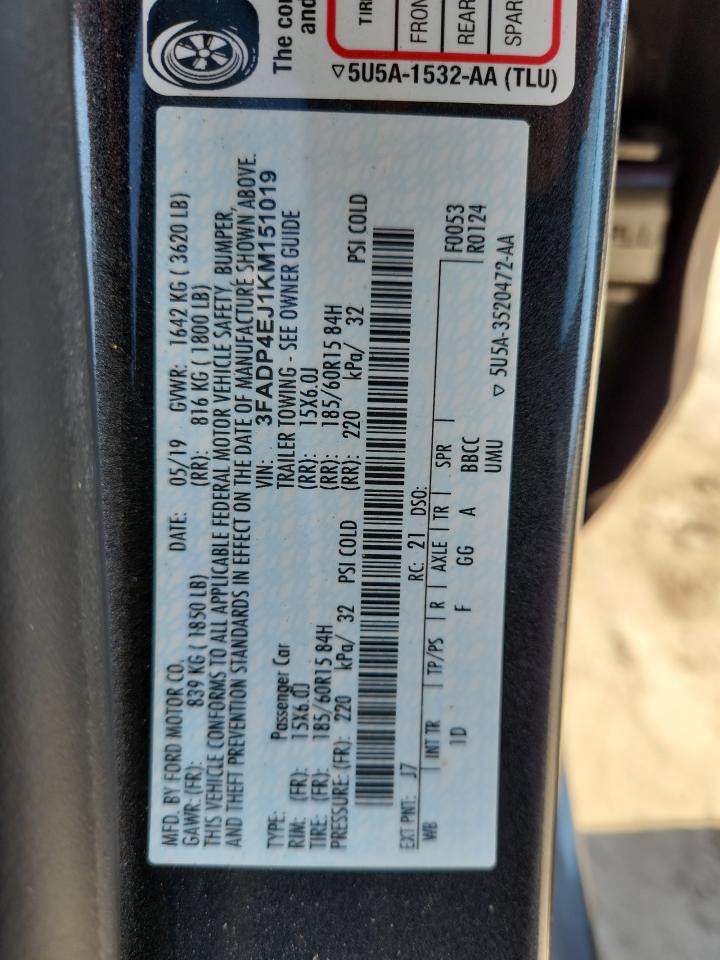 The con
and
TIRE
FRON
REAR
SPAR
▽5U5A-1532-AA (TLU)
MFD. BY FORD MOTOR CO. DATE: 05/19 GVWR: 1642 KG ( 3620 LB)
GAWR: (FR): 839 KG ( 1850 LB) (RR): 816 KG ( 1800 LB)
THIS VEHICLE CONFORMS TO ALL APPLICABLE FEDERAL MOTOR VEHICLE SAFETY, BUMPER,
AND THEFT PREVENTION STANDARDS IN EFFECT ON THE DATE OF MANUFACTURE SHOWN ABOVE.
VIN: 3FADP4EJ1KM151019
TYPE: Passenger Car TRAILER TOWING - SEE OWNER GUIDE
RIM: (FR): 15X6.0J (RR): 15X6.0J
TIRE: (FR): 185/60R15 84H (RR): 185/60R15 84H
PRESSURE: (FR): 220 kPa/ 32 PSI COLD (RR): 220 kPa/ 32 PSI COLD
EXT PNT: J7 RC: 21 DSO: F0053
WB INT TR TP/PS R AXLE TR SPR R0124
1D F GG A BBCC
UMU
▽ 5U5A-3520472-AA